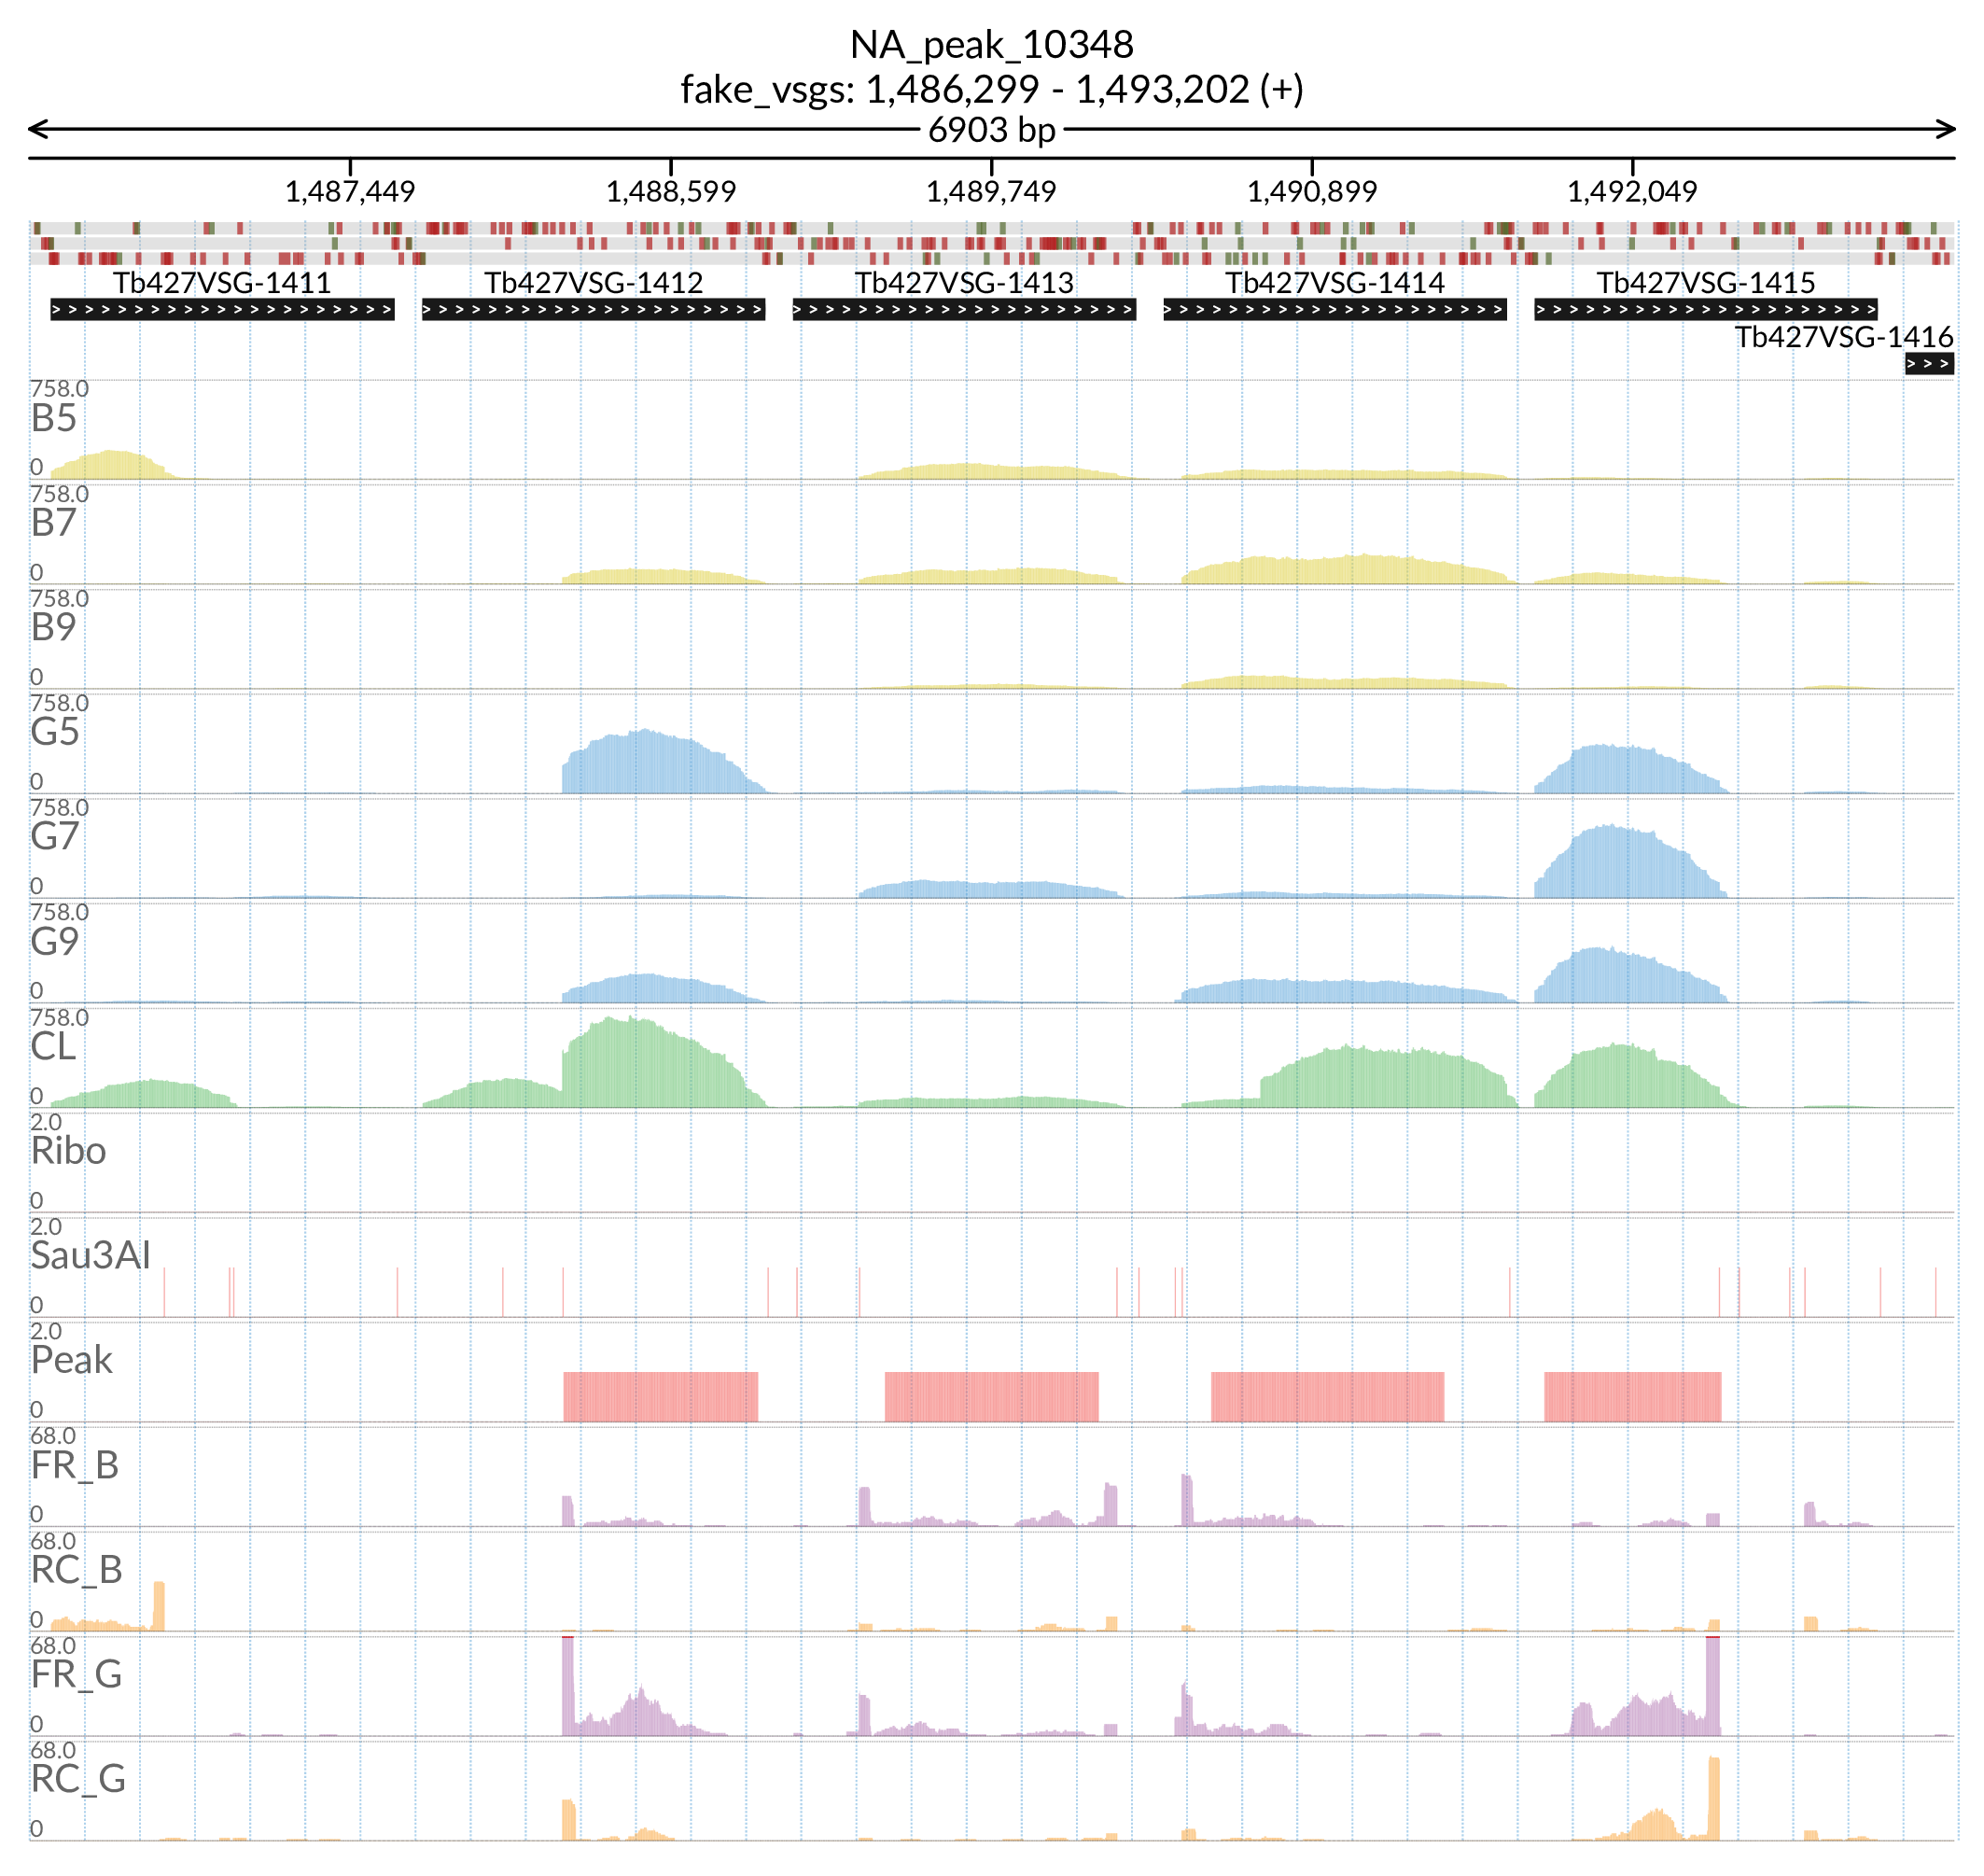 NA_peak_10348
fake_vsgs: 1,486,299 - 1,493,202 (+)
6903 bp
1,487,449 1,488,599 1,489,749 1,490,899 1,492,049
Tb427VSG-1411 Tb427VSG-1412 Tb427VSG-1413 Tb427VSG-1414 Tb427VSG-1415
Tb427VSG-1416
758.0
B5
0
758.0
B7
0
758.0
B9
0
758.0
G5
0
758.0
G7
0
758.0
G9
0
758.0
CL
0
2.0
Ribo
0
2.0
Sau3AI
0
2.0
Peak
0
68.0
FR_B
0
68.0
RC_B
0
68.0
FR_G
0
68.0
RC_G
0